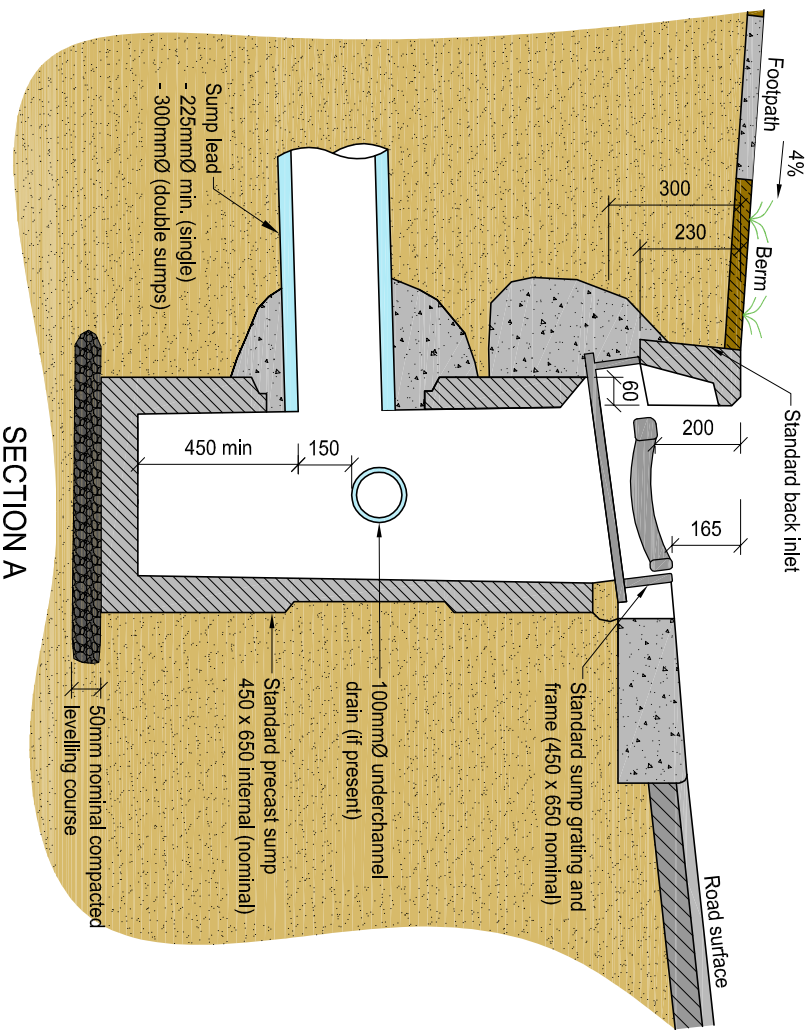 Footpath
4%
Berm
300
230
Standard back inlet
60
200
165
Sump lead
- 225mmØ min. (single)
- 300mmØ (double sumps)
450 min
150
Standard sump grating and
frame (450 x 650 nominal)
100mmØ underchannel
drain (if present)
Standard precast sump
450 x 650 internal (nominal)
50mm nominal compacted
levelling course
Road surface
SECTION A